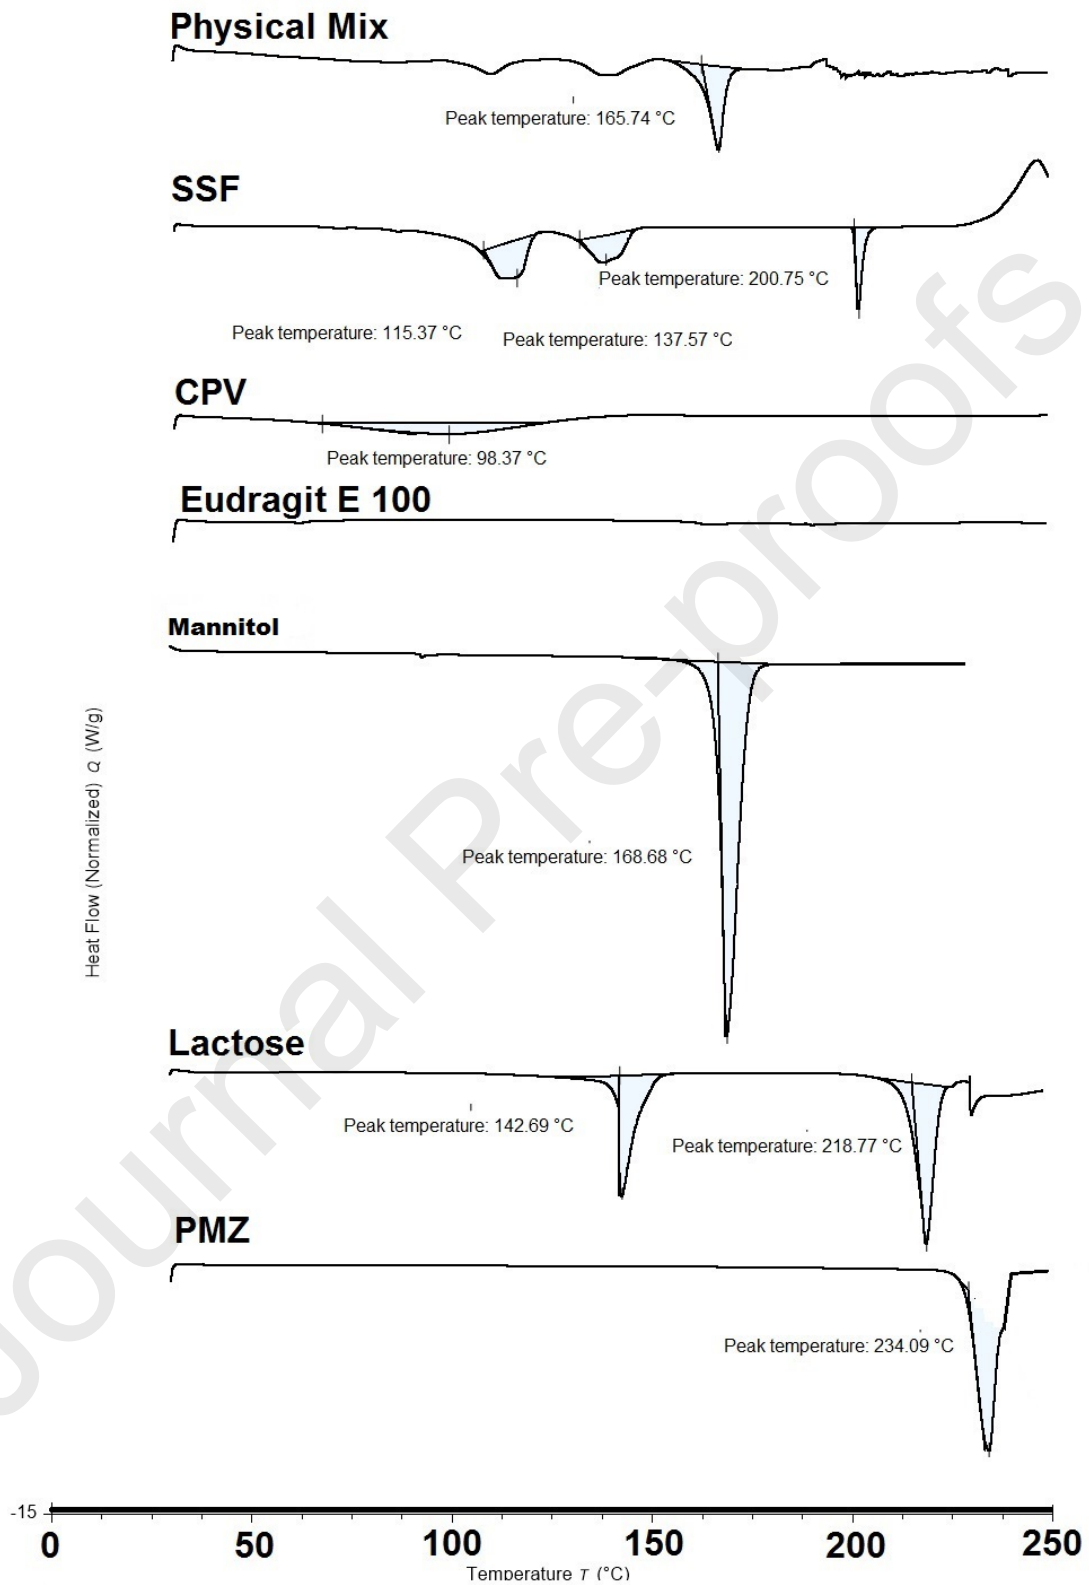 Physical Mix
Peak temperature: 165.74 °C
SSF
Peak temperature: 200.75 °C
Peak temperature: 115.37 °C
Peak temperature: 137.57 °C
CPV
Peak temperature: 98.37 °C
Eudragit E 100
Mannitol
Heat Flow (Normalized) Q (W/g)
Peak temperature: 168.68 °C
Lactose
Peak temperature: 142.69 °C
Peak temperature: 218.77 °C
PMZ
Peak temperature: 234.09 °C
-15
0 50 100 150 200 250
Temperature T (°C)
Journal Pre-proofs